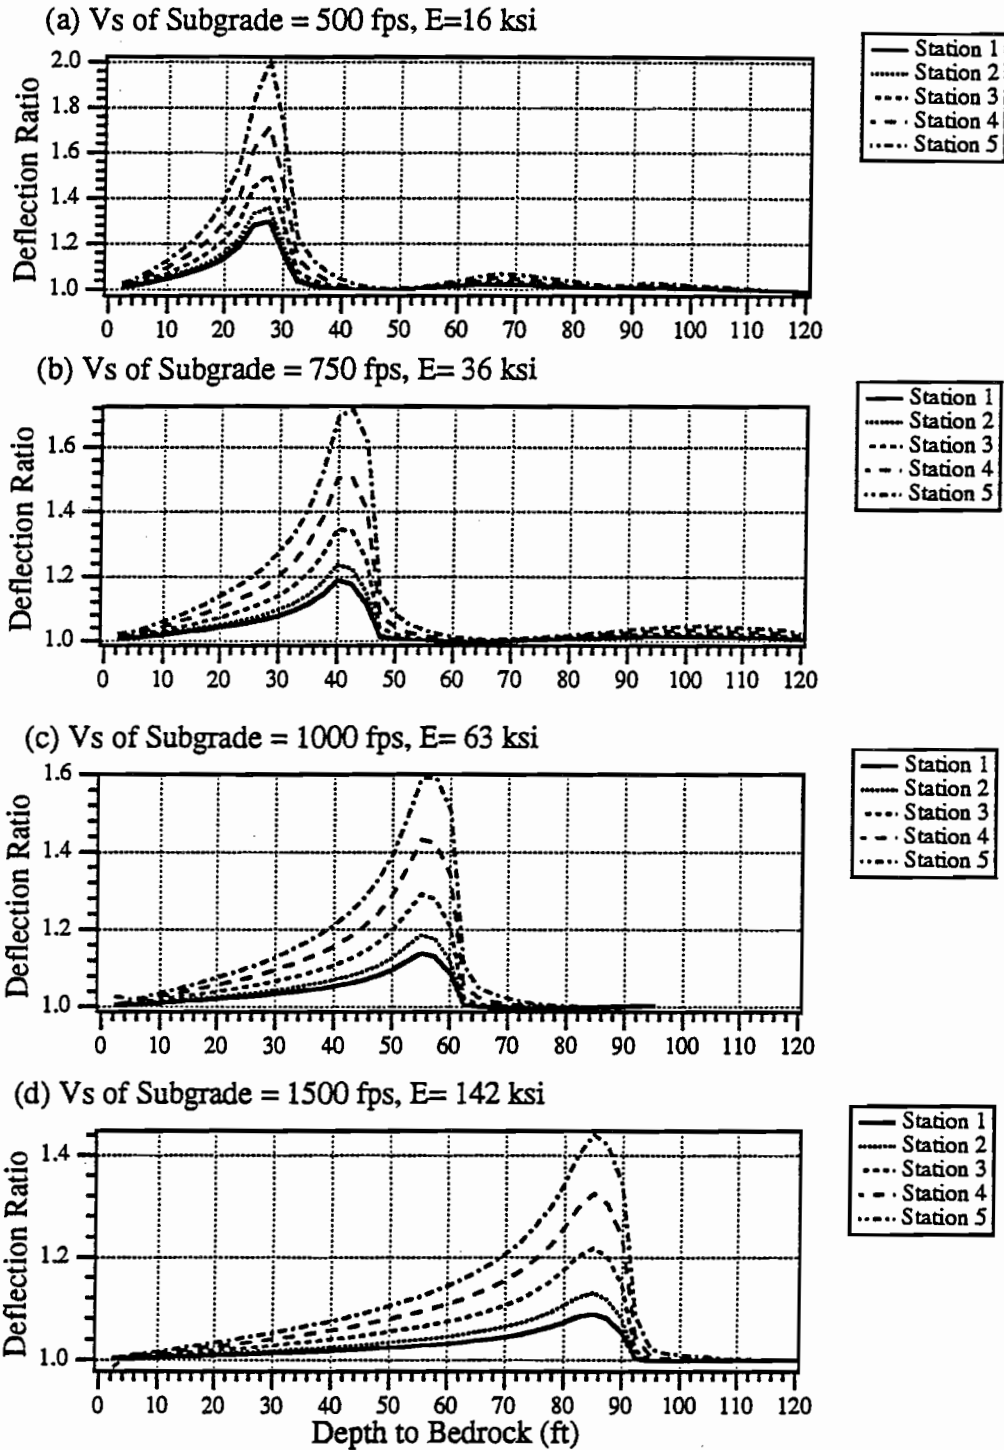 (a) Vs of Subgrade = 500 fps, E=16 ksi
Deflection Ratio
2.0
1.8
1.6
1.4
1.2
1.0
0 10 20 30 40 50 60 70 80 90 100 110 120
Station 1
Station 2
Station 3
Station 4
Station 5
(b) Vs of Subgrade = 750 fps, E= 36 ksi
Deflection Ratio
1.6
1.4
1.2
1.0
0 10 20 30 40 50 60 70 80 90 100 110 120
Station 1
Station 2
Station 3
Station 4
Station 5
(c) Vs of Subgrade = 1000 fps, E= 63 ksi
Deflection Ratio
1.6
1.4
1.2
1.0
0 10 20 30 40 50 60 70 80 90 100 110 120
Station 1
Station 2
Station 3
Station 4
Station 5
(d) Vs of Subgrade = 1500 fps, E= 142 ksi
Deflection Ratio
1.4
1.2
1.0
0 10 20 30 40 50 60 70 80 90 100 110 120
Station 1
Station 2
Station 3
Station 4
Station 5
Depth to Bedrock (ft)